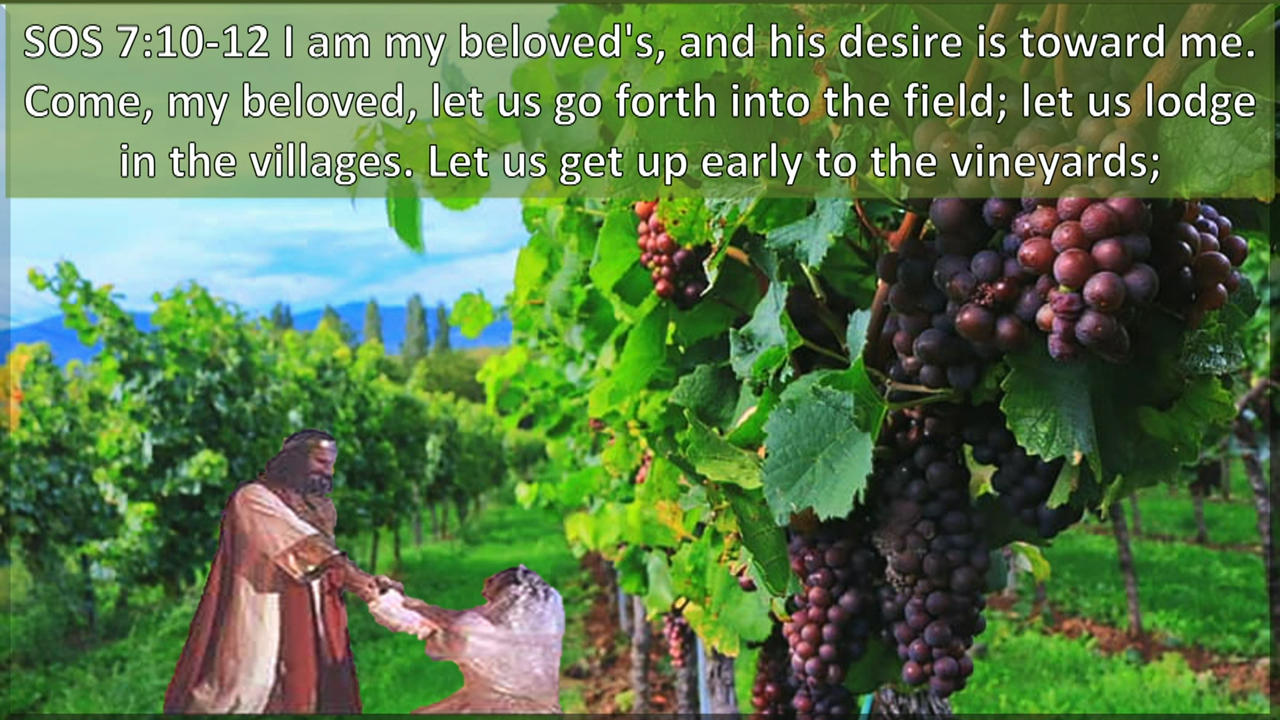 SOS 7:10-12 I am my beloved's, and his desire is toward me.
Come, my beloved, let us go forth into the field; let us lodge
in the villages. Let us get up early to the vineyards;